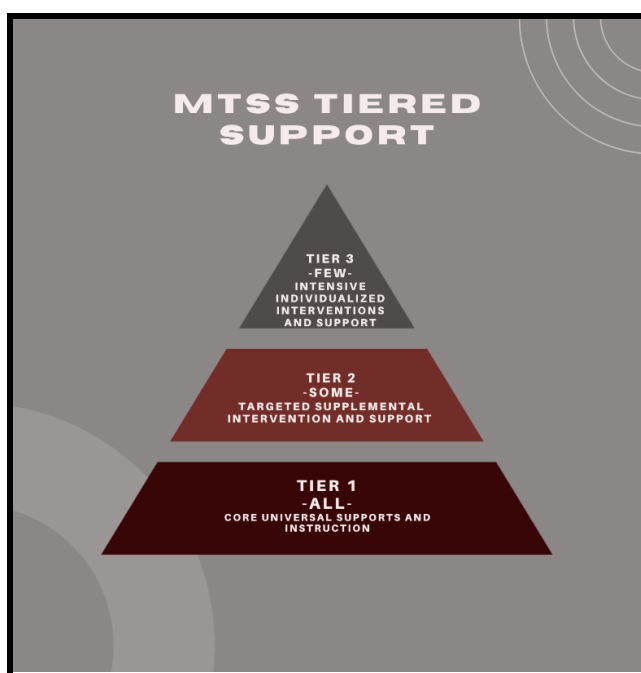 MTSS TIERED
SUPPORT
TIER 3
-FEW-
INTENSIVE
INDIVIDUALIZED
INTERVENTIONS
AND SUPPORT
TIER 2
-SOME-
TARGETED SUPPLEMENTAL
INTERVENTION AND SUPPORT
TIER 1
-ALL-
CORE UNIVERSAL SUPPORTS AND
INSTRUCTION